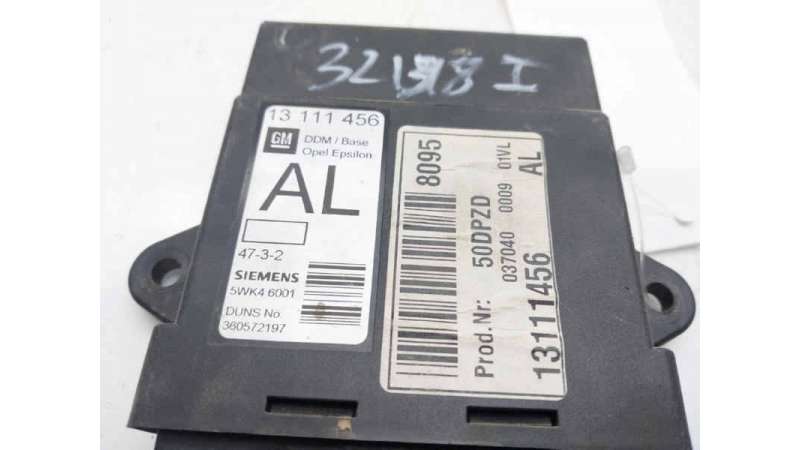 13 111 456
GM
DDM / Base
Opel Epsilon
AL
47-3-2
SIEMENS
5WK4 6001
DUNS No.
360572197
8095
Prod.Nr: 50DPZD
037040 0009 01VL
13111456 AL